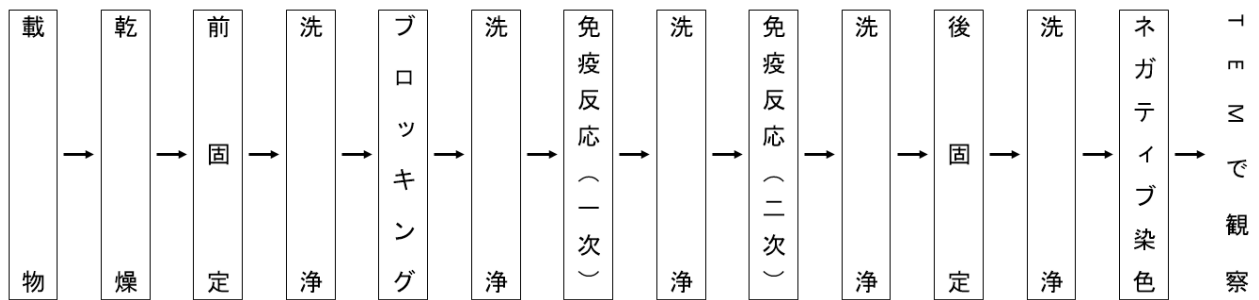 載物
乾燥
前固定
洗浄
ブロッキング
洗浄
免疫反応（一次）
洗浄
免疫反応（二次）
洗浄
後固定
洗浄
ネガティブ染色
TEMで観察